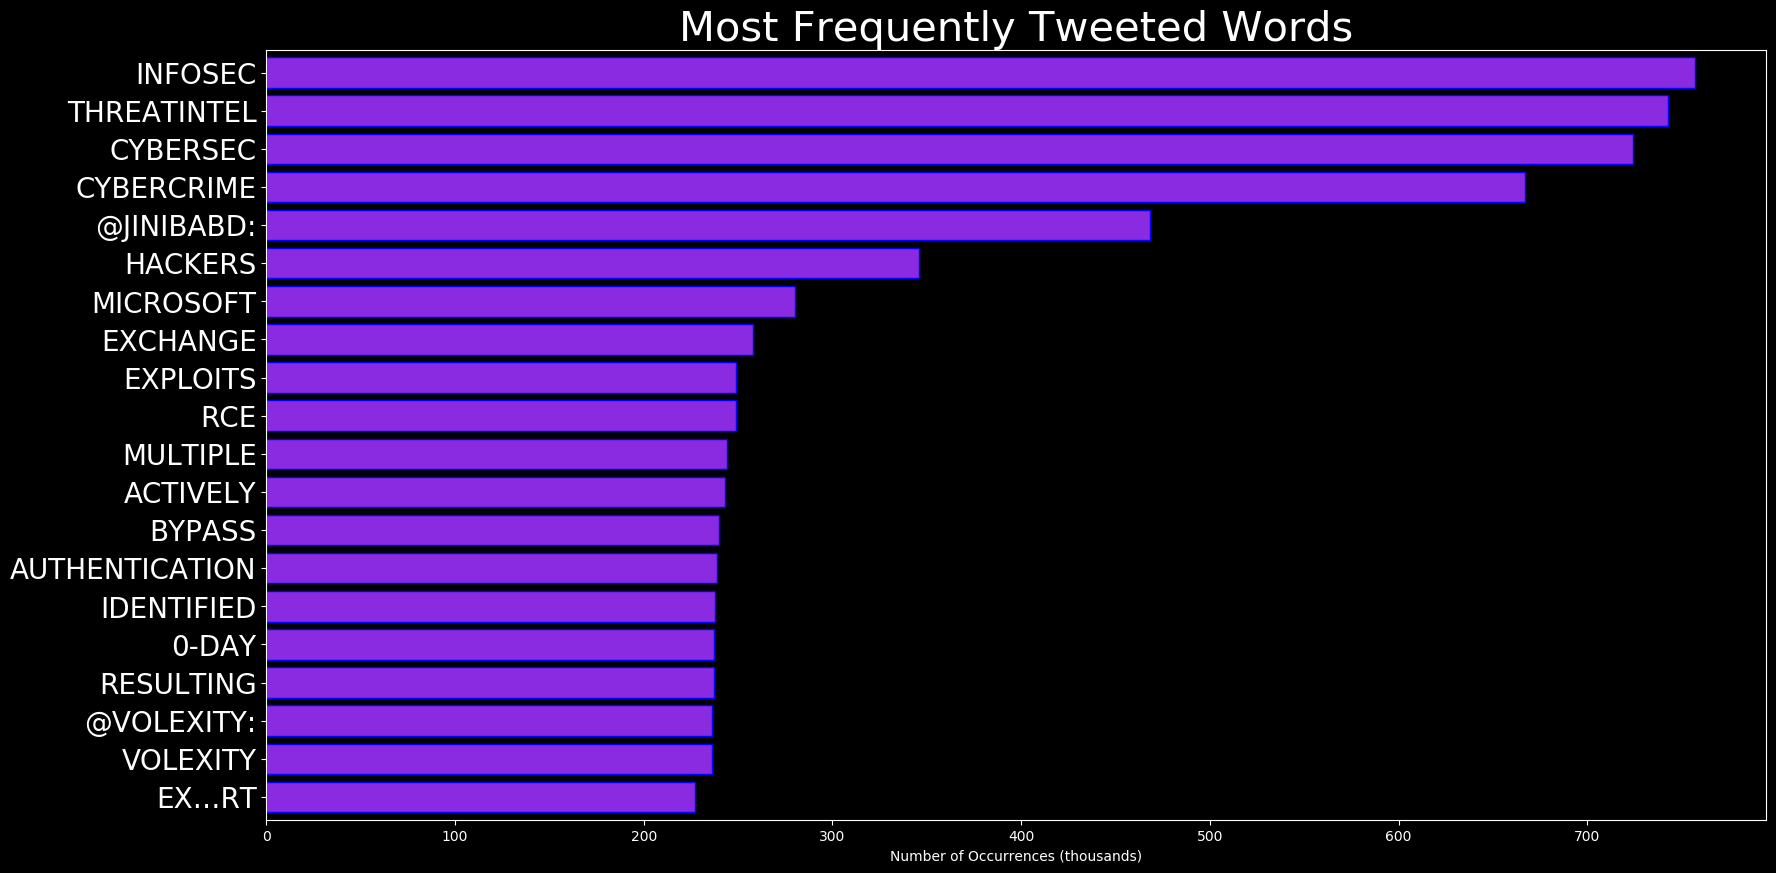 Most Frequently Tweeted Words
INFOSEC
THREATINTEL
CYBERSEC
CYBERCRIME
@JINIBABD:
HACKERS
MICROSOFT
EXCHANGE
EXPLOITS
RCE
MULTIPLE
ACTIVELY
BYPASS
AUTHENTICATION
IDENTIFIED
0-DAY
RESULTING
@VOLEXITY:
VOLEXITY
EX…RT
0 100 200 300 400 500 600 700
Number of Occurrences (thousands)